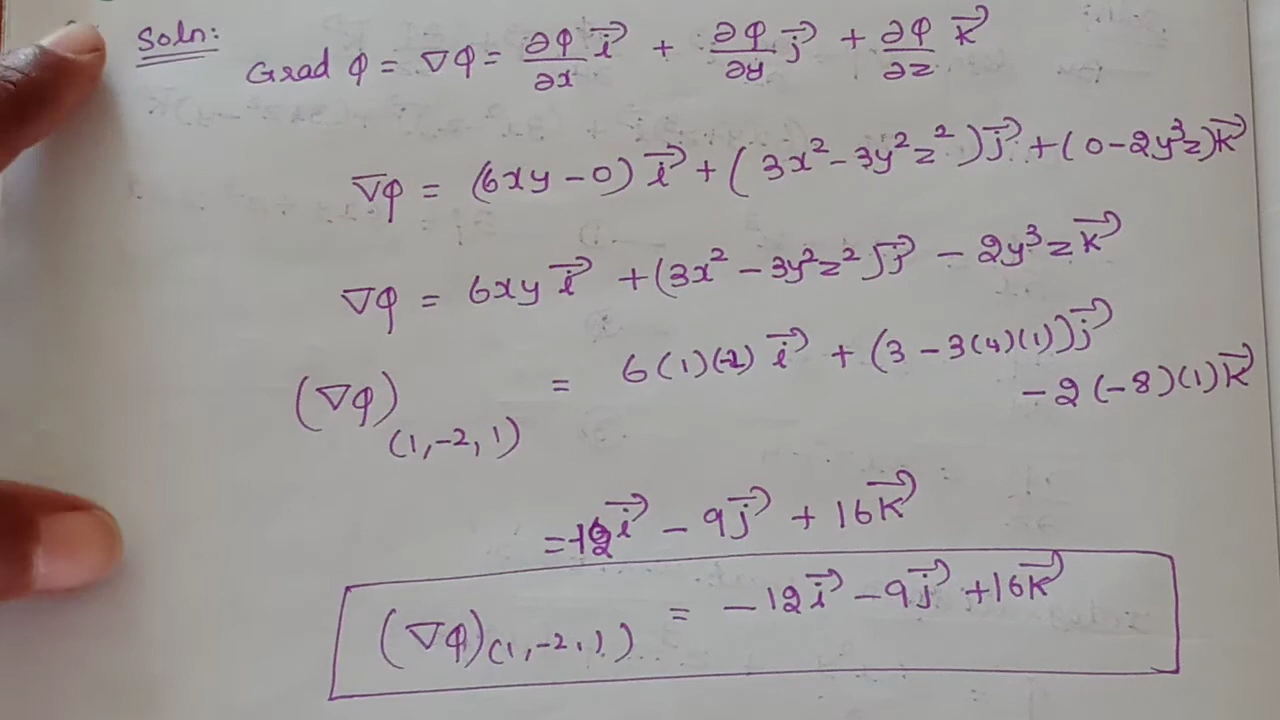 Soln:
Grad φ = ∇φ = ∂φ/∂x i⃗ + ∂φ/∂y j⃗ + ∂φ/∂z k⃗
∇φ = (6xy - 0) i⃗ + (3x² - 3y²z²) j⃗ + (0 - 2y³z) k⃗
∇φ = 6xy i⃗ + (3x² - 3y²z²) j⃗ - 2y³z k⃗
(∇φ)(1,-2,1) = 6(1)(-2) i⃗ + (3 - 3(4)(1)) j⃗
-2(-8)(1) k⃗
= -12 i⃗ - 9 j⃗ + 16 k⃗
(∇φ)(1,-2,1) = -12 i⃗ - 9 j⃗ + 16 k⃗